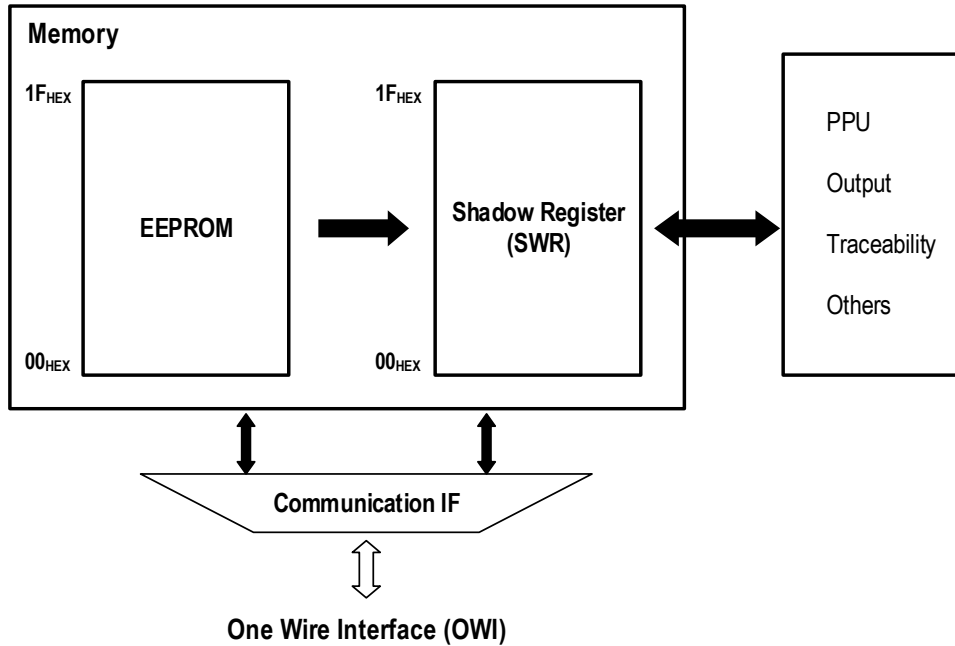 Memory
1FHEX
1FHEX
PPU
Output
Traceability
Others
EEPROM
Shadow Register
(SWR)
00HEX
00HEX
Communication IF
One Wire Interface (OWI)